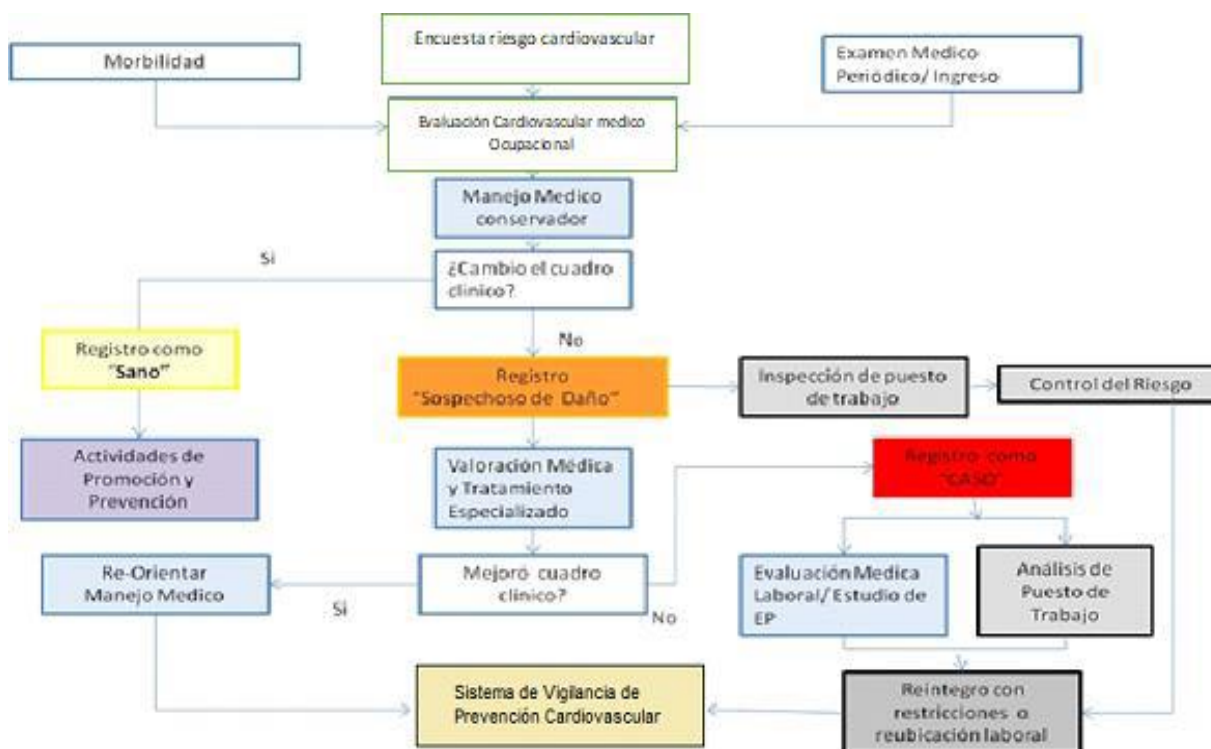 Encuesta riesgo cardiovascular
Morbilidad
Examen Medico
Periódico/ Ingreso
Evaluación Cardiovascular medico
Ocupacional
Manejo Medico
conservador
Si
¿Cambio el cuadro
clinico?
No
Registro como
"Sano"
Registro
"Sospechoso de Daño"
Inspección de puesto
de trabajo
Control del Riesgo
Actividades de
Promoción y
Prevención
Valoración Médica
y Tratamiento
Especializado
Registro como
"CASO"
Re-Orientar
Manejo Medico
Si
Mejoró cuadro
clinico?
No
Evaluación Medica
Laboral/ Estudio de
EP
Análisis de
Puesto de
Trabajo
Sistema de Vigilancia de
Prevención Cardiovascular
Reintegro con
restricciones o
reubicación laboral